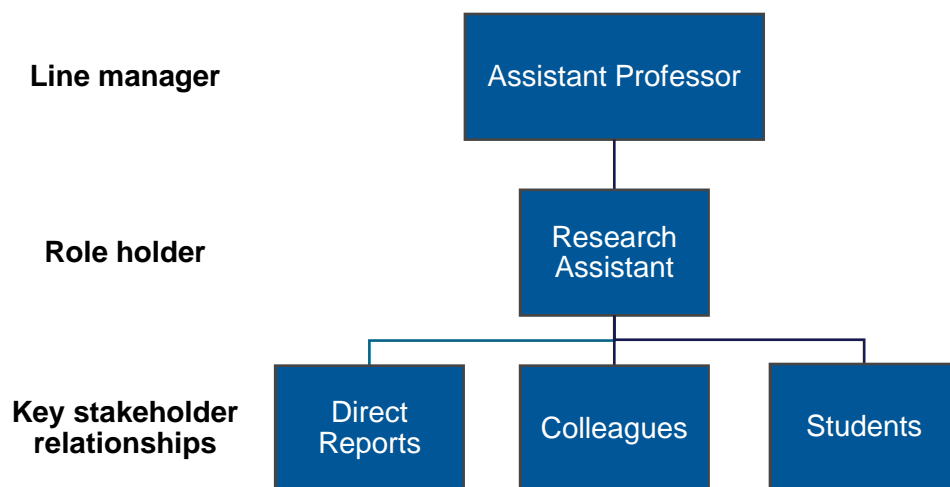 Line manager
Assistant Professor
Role holder
Research
Assistant
Key stakeholder
relationships
Direct
Reports
Colleagues
Students